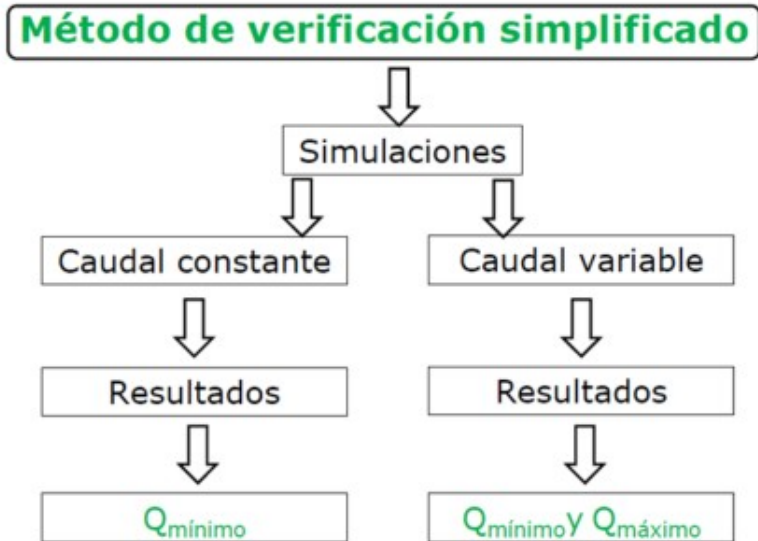 Método de verificación simplificado
Simulaciones
Caudal constante
Caudal variable
Resultados
Resultados
Qmínimo
Qmínimo y Qmáximo